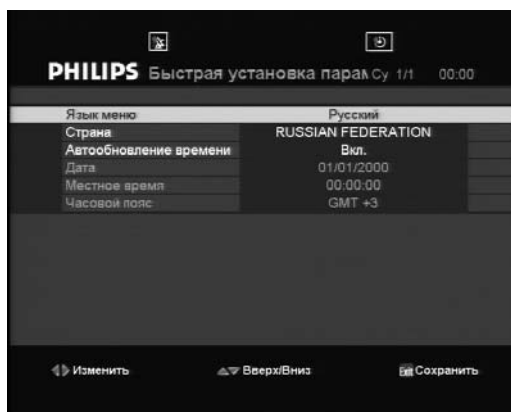 PHILIPS Быстрая установка парам Су 1/1 00:00
Язык меню Русский
Страна RUSSIAN FEDERATION
Автообновление времени Вкл.
Дата 01/01/2000
Местное время 00:00:00
Часовой пояс GMT +3
Изменить Вверх/Вниз Exit Сохранить